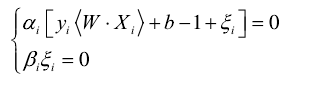 α_i [ y_i ⟨W · X_i⟩ + b − 1 + ξ_i ] = 0
β_i ξ_i = 0